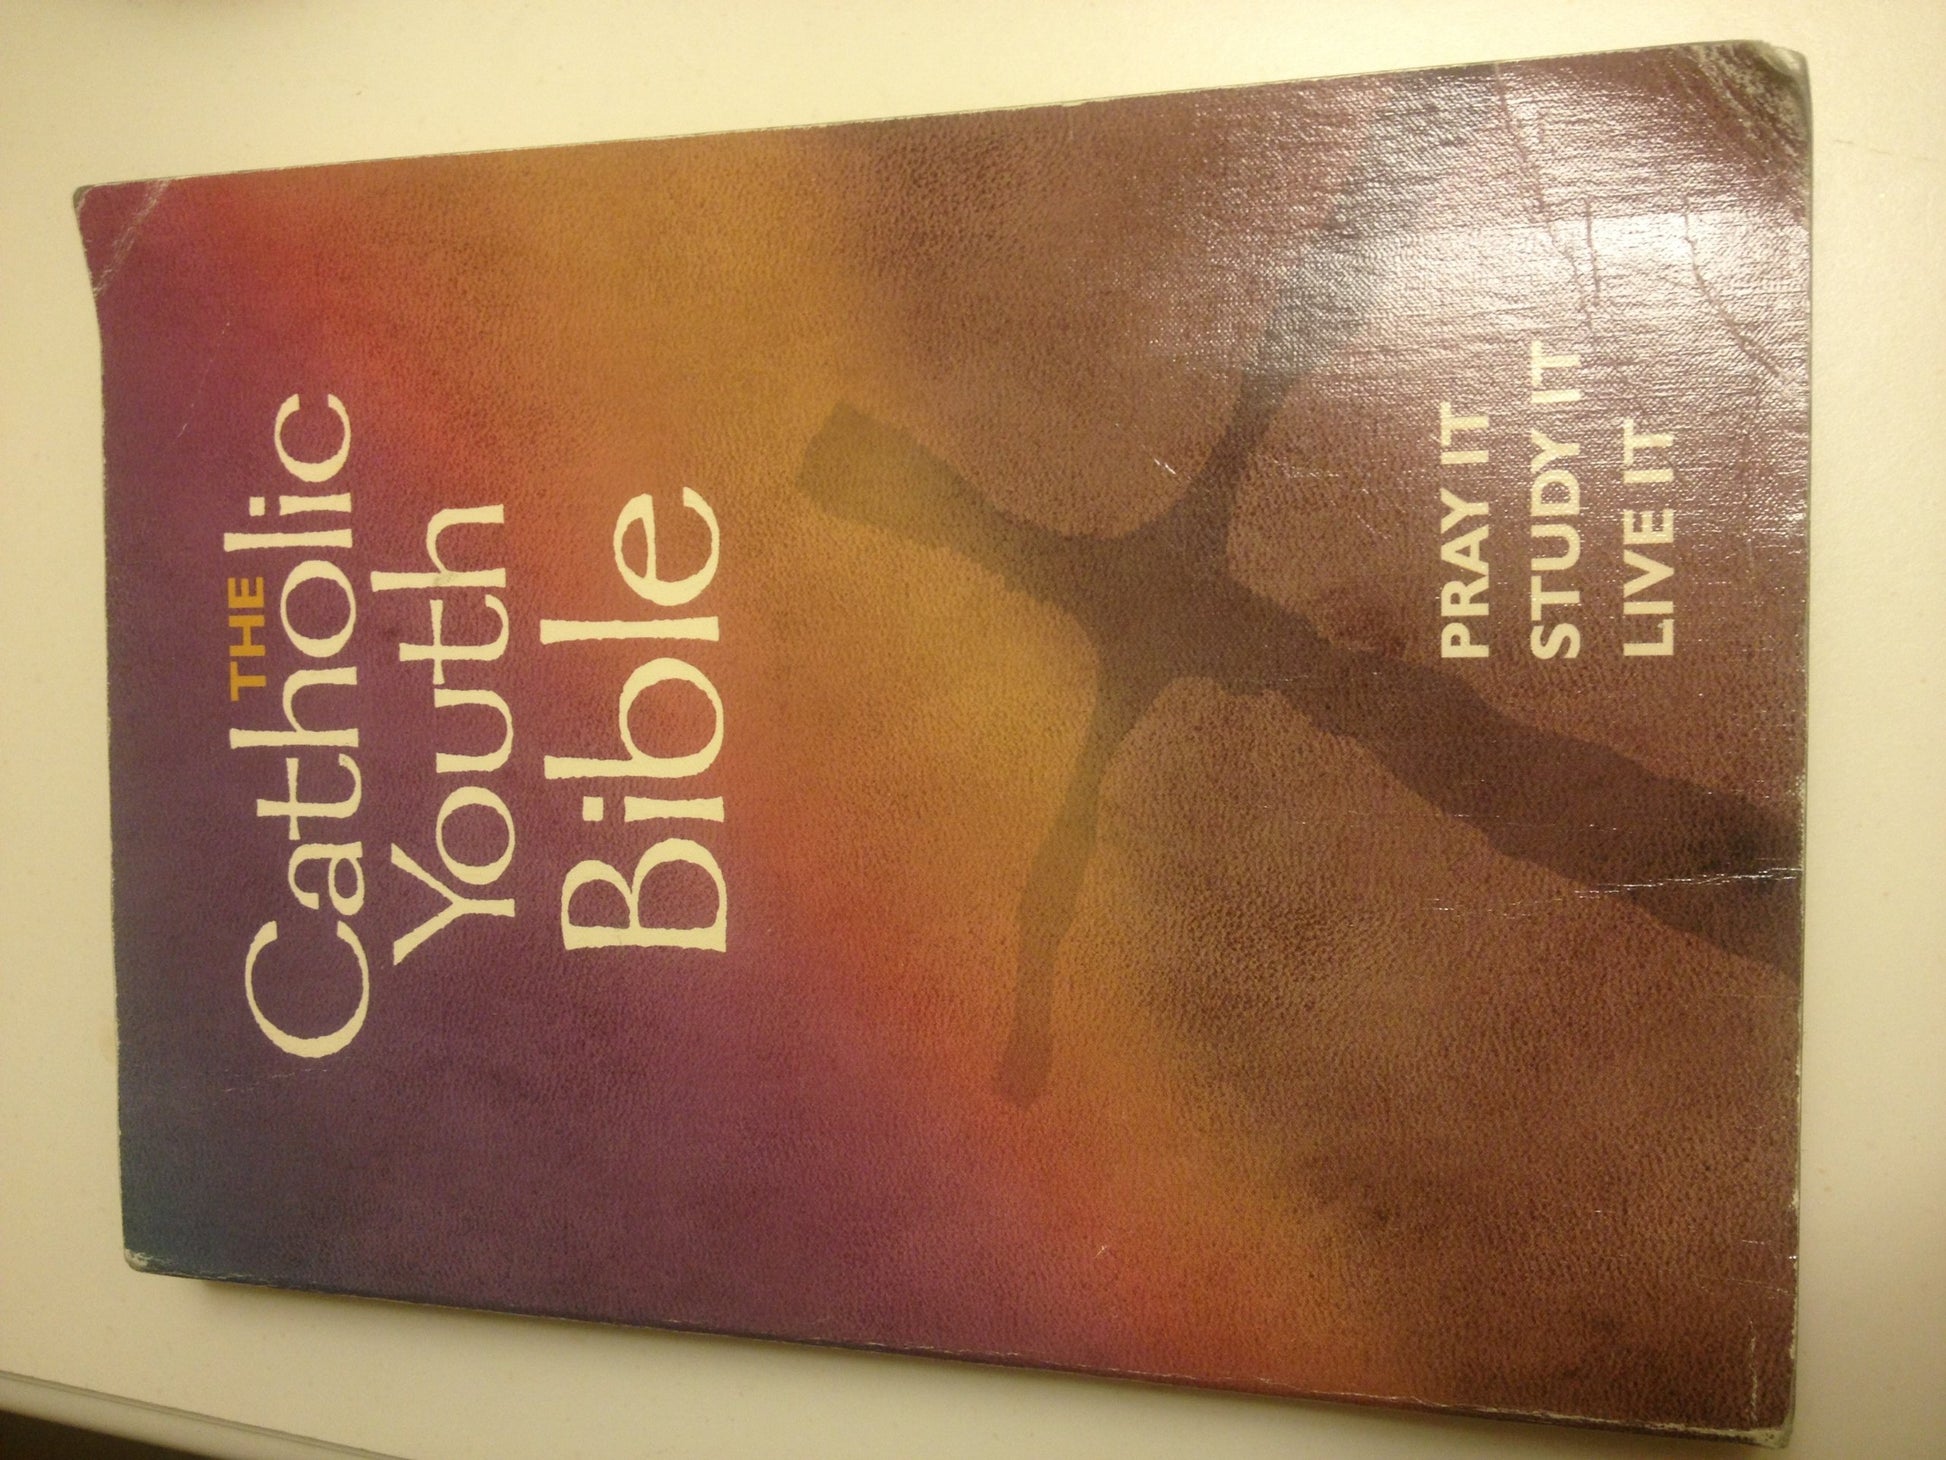 THE
Catholic
Youth
Bible
PRAY IT
STUDY IT
LIVE IT